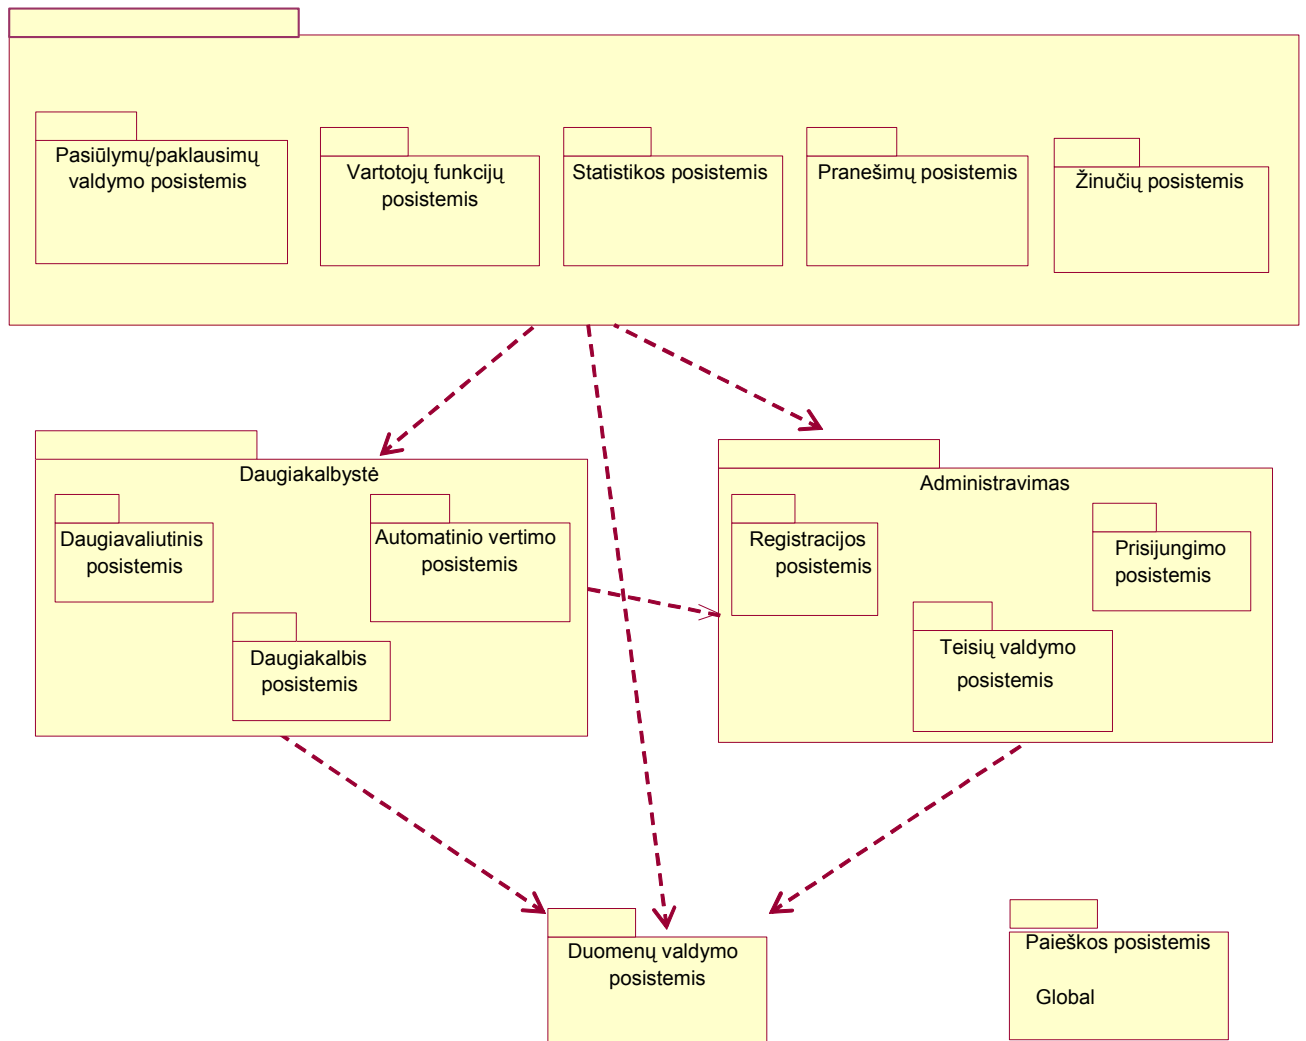 Pasiūlymų/paklausimų
valdymo posistemis
Vartotojų funkcijų
posistemis
Statistikos posistemis
Pranešimų posistemis
Žinučių posistemis
Daugiakalbystė
Daugiavaliutinis
posistemis
Automatinio vertimo
posistemis
Daugiakalbis
posistemis
Administravimas
Registracijos
posistemis
Prisijungimo
posistemis
Teisių valdymo
posistemis
Duomenų valdymo
posistemis
Paieškos posistemis
Global